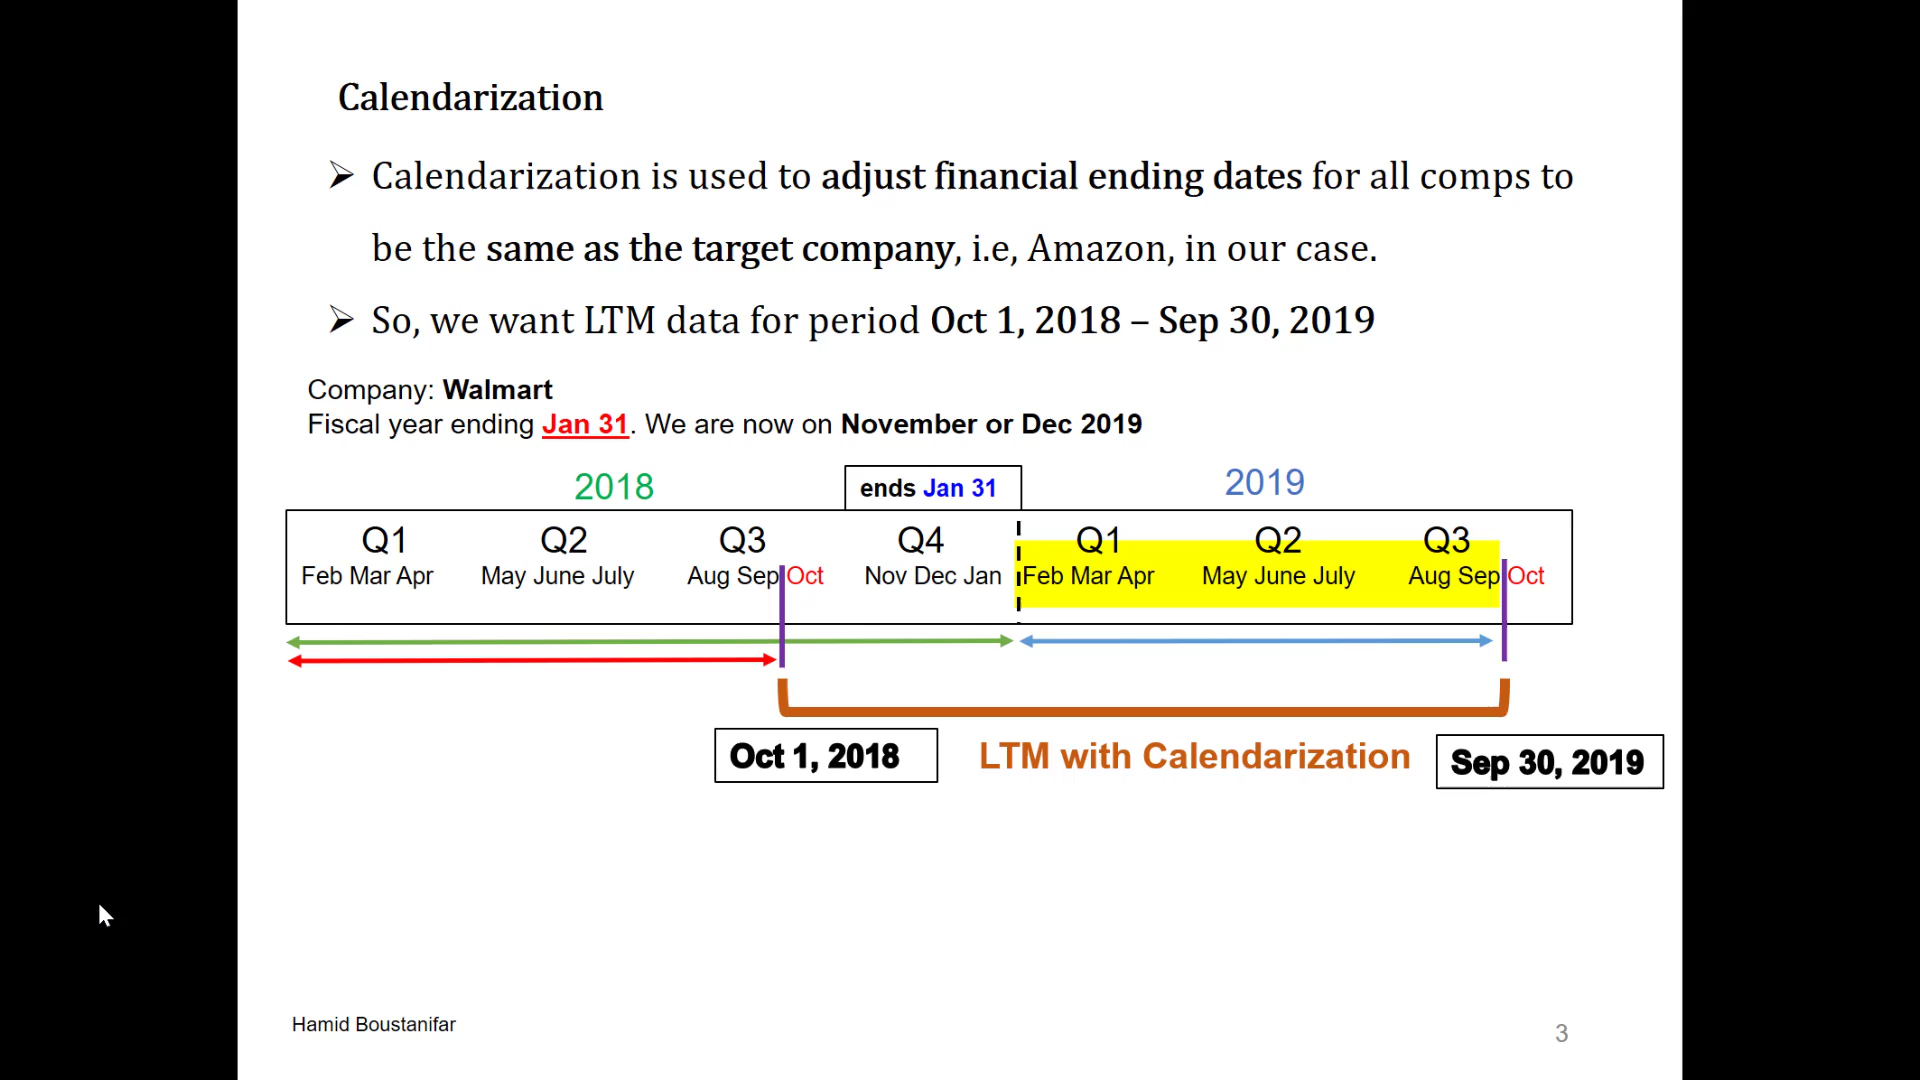 Calendarization
➢ Calendarization is used to adjust financial ending dates for all comps to
be the same as the target company, i.e, Amazon, in our case.
➢ So, we want LTM data for period Oct 1, 2018 – Sep 30, 2019
Company: Walmart
Fiscal year ending Jan 31. We are now on November or Dec 2019
2018 ends Jan 31 2019
Q1 Q2 Q3 Q4 Q1 Q2 Q3
Feb Mar Apr May June July Aug Sep Oct Nov Dec Jan Feb Mar Apr May June July Aug Sep Oct
Oct 1, 2018 LTM with Calendarization Sep 30, 2019
Hamid Boustanifar 3